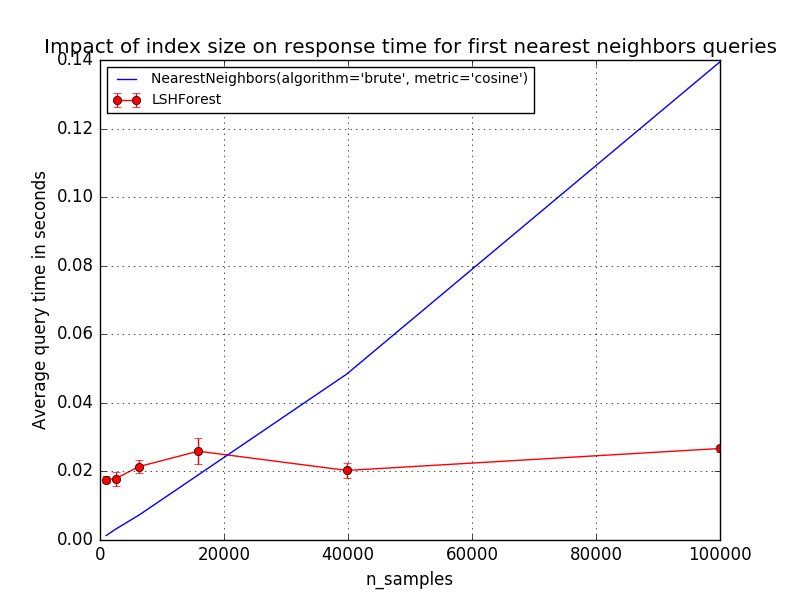 Impact of index size on response time for first nearest neighbors queries
NearestNeighbors(algorithm='brute', metric='cosine')
LSHForest
Average query time in seconds
0.14
0.12
0.10
0.08
0.06
0.04
0.02
0.00
0 20000 40000 60000 80000 100000
n_samples